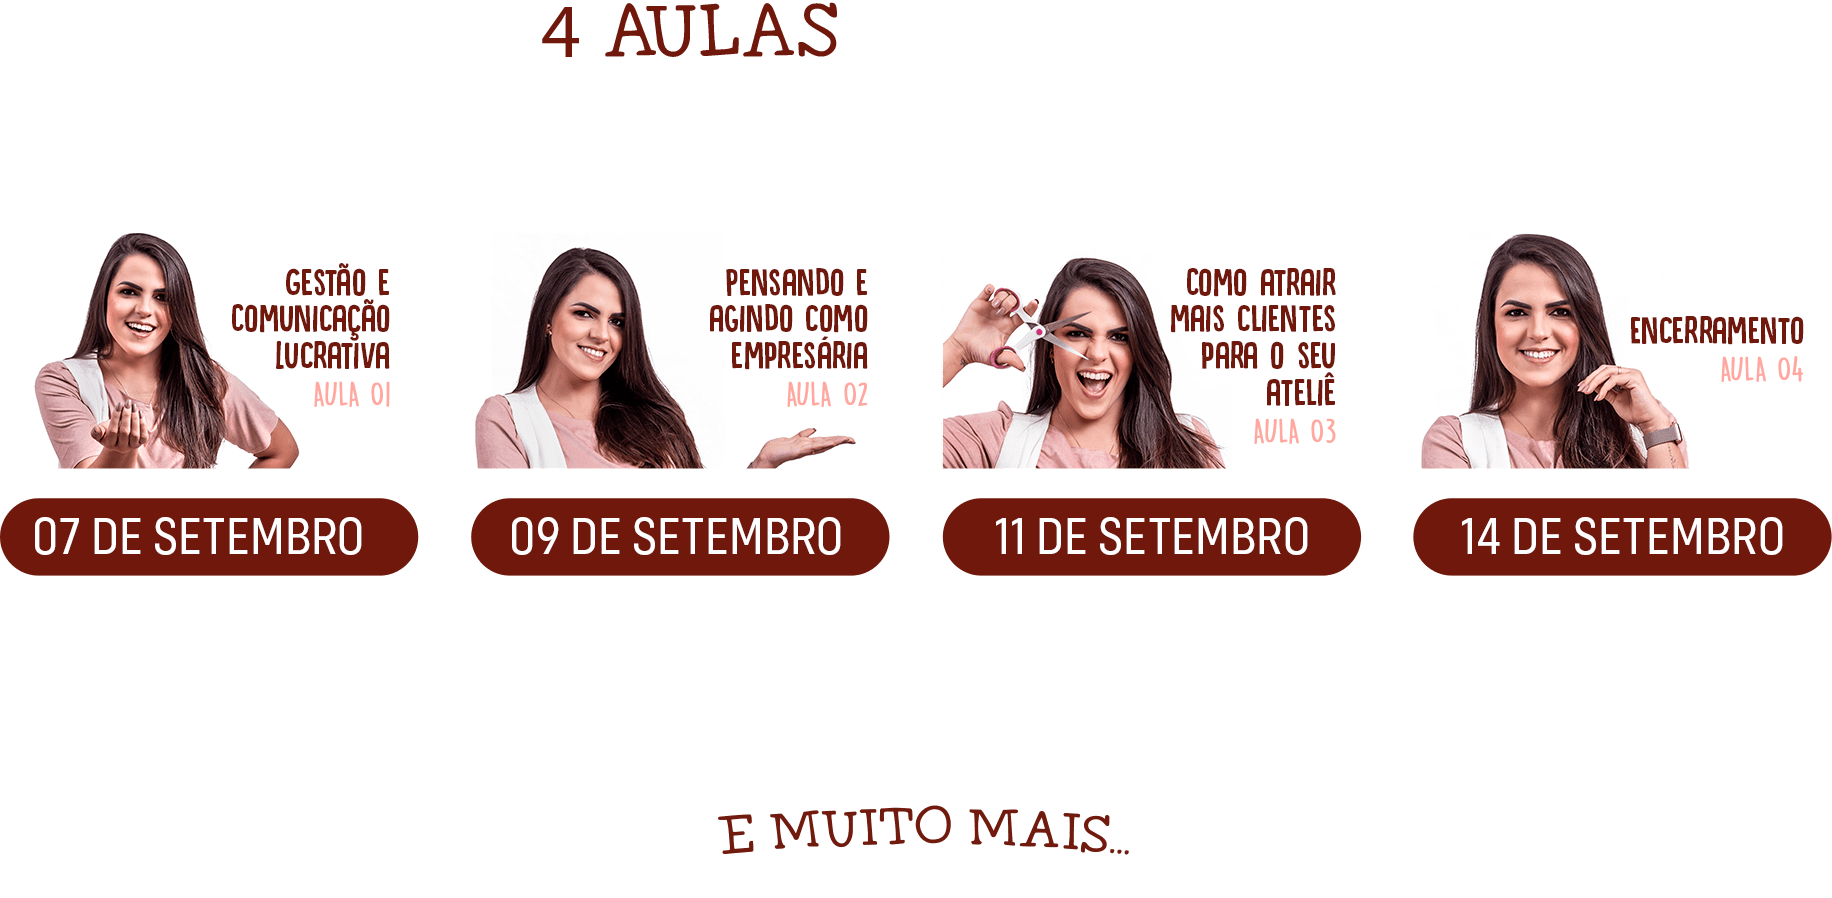 4 AULAS
GESTÃO E
COMUNICAÇÃO
LUCRATIVA
AULA 01
PENSANDO E
AGINDO COMO
EMPRESÁRIA
AULA 02
COMO ATRAIR
MAIS CLIENTES
PARA O SEU
ATELIÊ
AULA 03
ENCERRAMENTO
AULA 04
07 DE SETEMBRO
09 DE SETEMBRO
11 DE SETEMBRO
14 DE SETEMBRO
E MUITO MAIS...